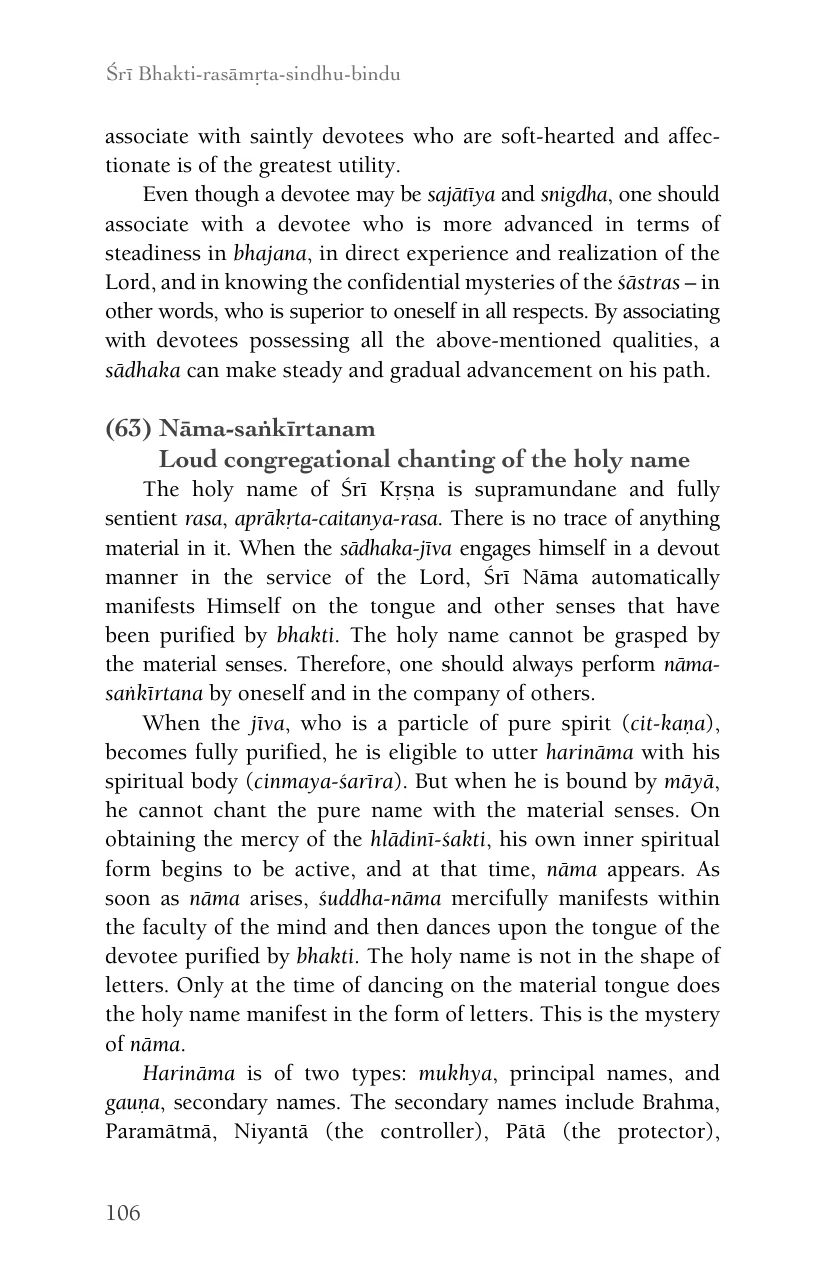 Śrī Bhakti-rasāmṛta-sindhu-bindu
associate with saintly devotees who are soft-hearted and affec-
tionate is of the greatest utility.
Even though a devotee may be sajātīya and snigdha, one should
associate with a devotee who is more advanced in terms of
steadiness in bhajana, in direct experience and realization of the
Lord, and in knowing the confidential mysteries of the śāstras – in
other words, who is superior to oneself in all respects. By associating
with devotees possessing all the above-mentioned qualities, a
sādhaka can make steady and gradual advancement on his path.
(63) Nāma-saṅkīrtanam
Loud congregational chanting of the holy name
The holy name of Śrī Kṛṣṇa is supramundane and fully
sentient rasa, aprākṛta-caitanya-rasa. There is no trace of anything
material in it. When the sādhaka-jīva engages himself in a devout
manner in the service of the Lord, Śrī Nāma automatically
manifests Himself on the tongue and other senses that have
been purified by bhakti. The holy name cannot be grasped by
the material senses. Therefore, one should always perform nāma-
saṅkīrtana by oneself and in the company of others.
When the jīva, who is a particle of pure spirit (cit-kaṇa),
becomes fully purified, he is eligible to utter harināma with his
spiritual body (cinmaya-śarīra). But when he is bound by māyā,
he cannot chant the pure name with the material senses. On
obtaining the mercy of the hlādinī-śakti, his own inner spiritual
form begins to be active, and at that time, nāma appears. As
soon as nāma arises, śuddha-nāma mercifully manifests within
the faculty of the mind and then dances upon the tongue of the
devotee purified by bhakti. The holy name is not in the shape of
letters. Only at the time of dancing on the material tongue does
the holy name manifest in the form of letters. This is the mystery
of nāma.
Harināma is of two types: mukhya, principal names, and
gauṇa, secondary names. The secondary names include Brahma,
Paramātmā, Niyantā (the controller), Pātā (the protector),
106